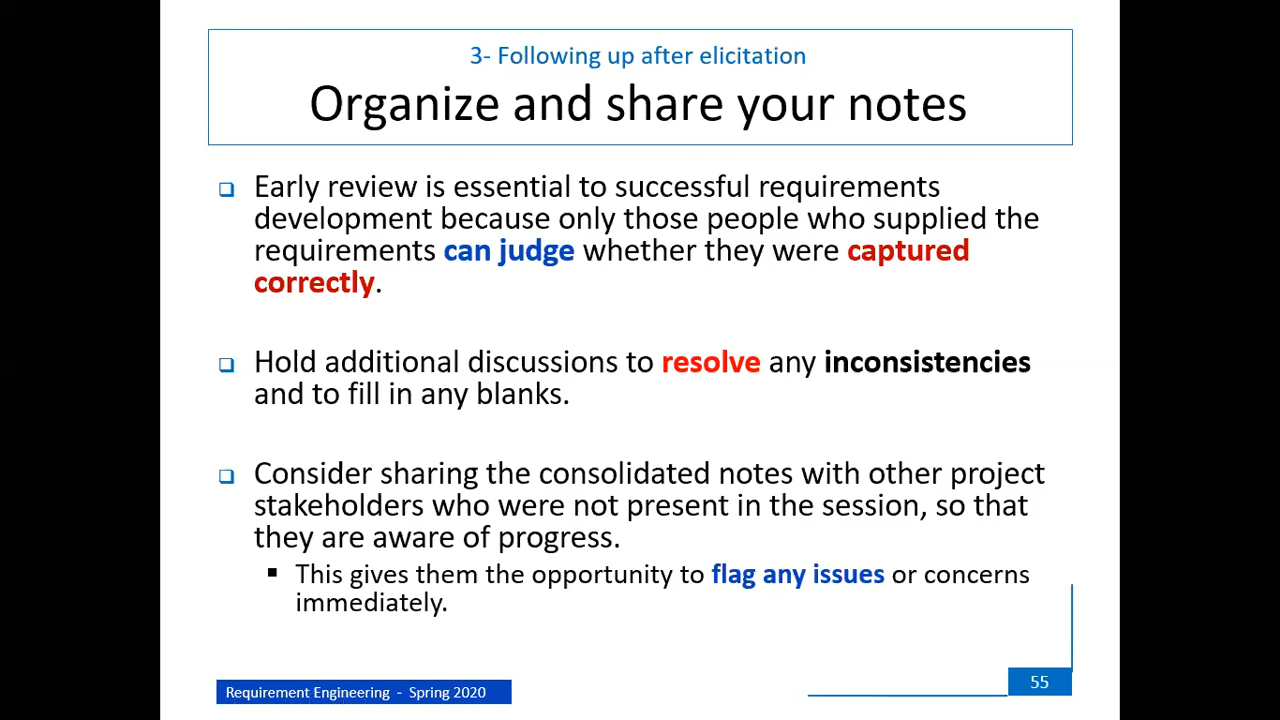 3- Following up after elicitation
Organize and share your notes
Early review is essential to successful requirements
development because only those people who supplied the
requirements can judge whether they were captured
correctly.
Hold additional discussions to resolve any inconsistencies
and to fill in any blanks.
Consider sharing the consolidated notes with other project
stakeholders who were not present in the session, so that
they are aware of progress.
This gives them the opportunity to flag any issues or concerns
immediately.
Requirement Engineering - Spring 2020
55